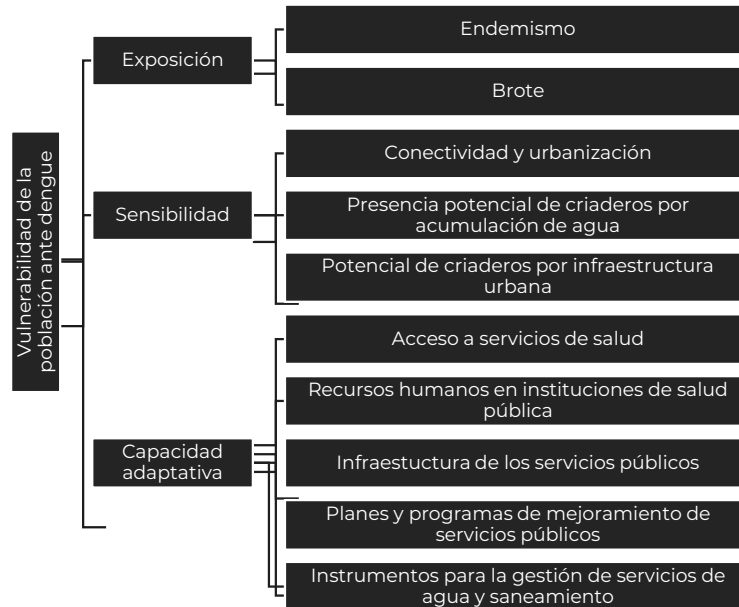 Vulnerabilidad de la
población ante dengue
Exposición
Endemismo
Brote
Sensibilidad
Conectividad y urbanización
Presencia potencial de criaderos por
acumulación de agua
Potencial de criaderos por infraestructura
urbana
Capacidad
adaptativa
Acceso a servicios de salud
Recursos humanos en instituciones de salud
pública
Infraestuctura de los servicios públicos
Planes y programas de mejoramiento de
servicios públicos
Instrumentos para la gestión de servicios de
agua y saneamiento